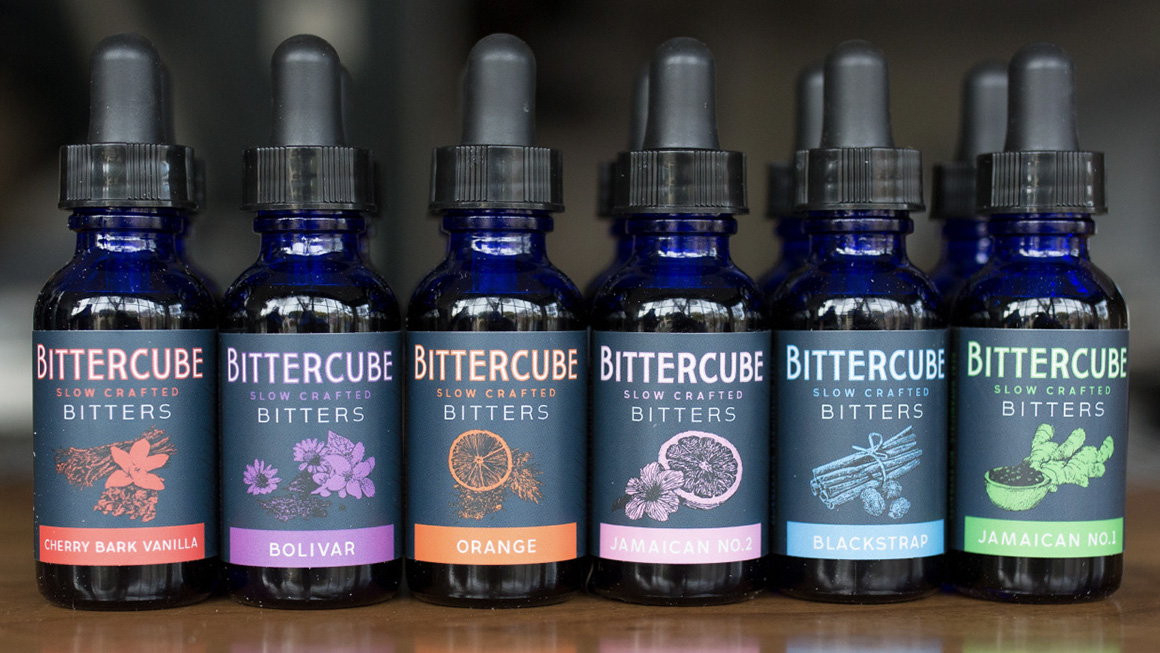 BITTERCUBE
SLOW CRAFTED
BITTERS
CHERRY BARK VANILLA
BITTERCUBE
SLOW CRAFTED
BITTERS
BOLIVAR
BITTERCUBE
SLOW CRAFTED
BITTERS
ORANGE
BITTERCUBE
SLOW CRAFTED
BITTERS
JAMAICAN NO.2
BITTERCUBE
SLOW CRAFTED
BITTERS
BLACKSTRAP
BITTERCUBE
SLOW CRAFTED
BITTERS
JAMAICAN NO.1